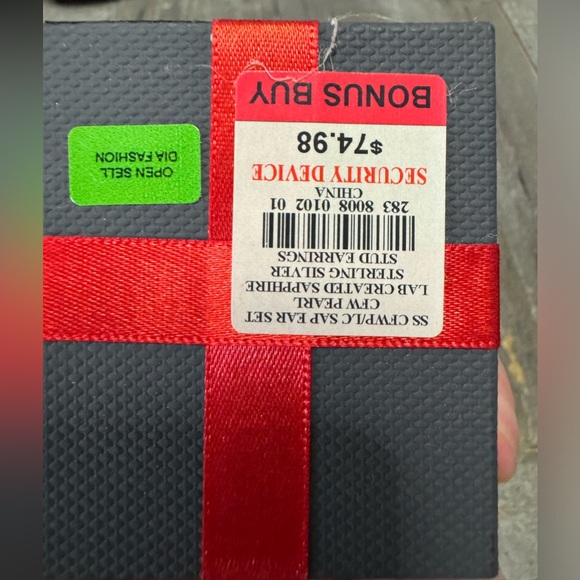 SS CFWP/LC SAP EAR SET
CFW PEARL
LAB CREATED SAPPHIRE
STERLING SILVER
STUD EARRINGS
283 8008 0102 01
CHINA
SECURITY DEVICE
$74.98
BONUS BUY
OPEN SELL
DIA FASHION